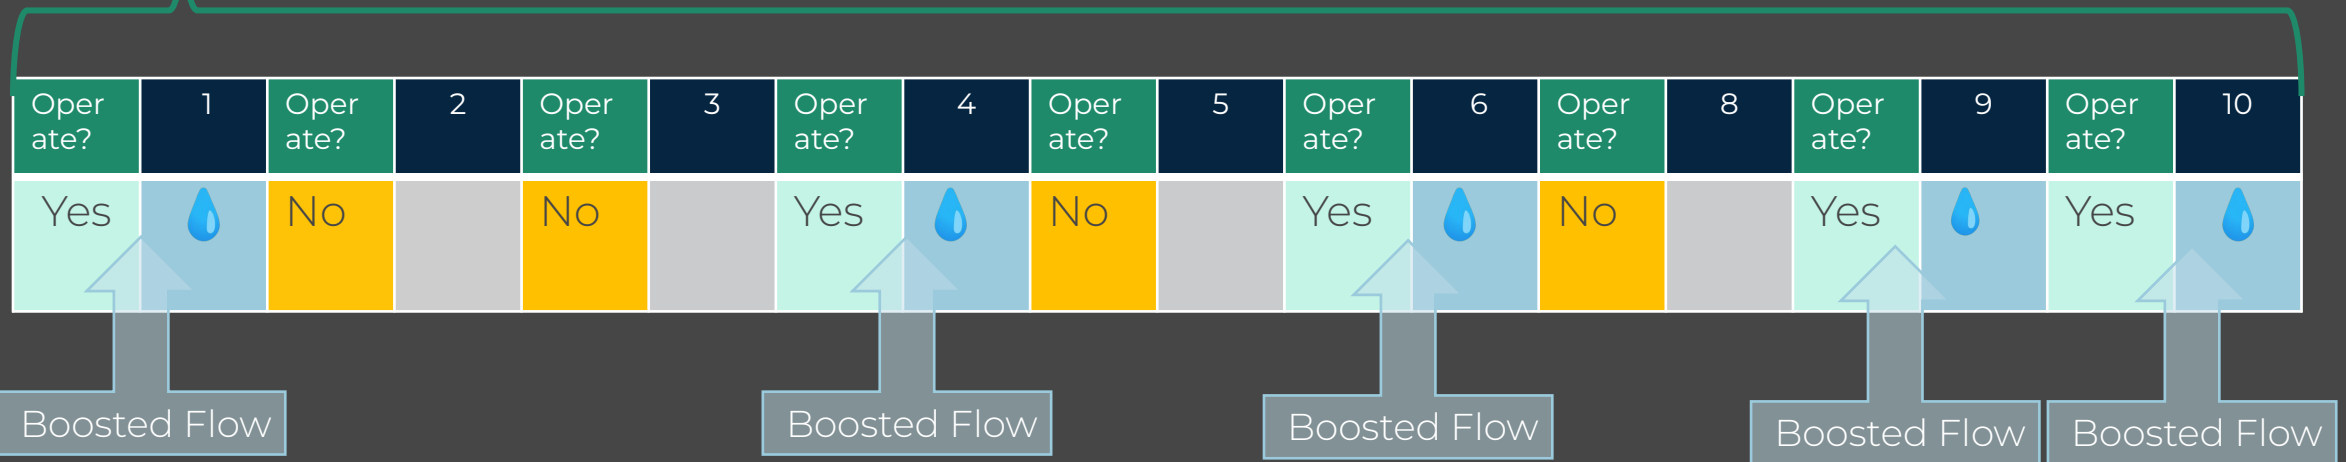 Oper
ate?
1
Oper
ate?
2
Oper
ate?
3
Oper
ate?
4
Oper
ate?
5
Oper
ate?
6
Oper
ate?
8
Oper
ate?
9
Oper
ate?
10
Yes
No
No
Yes
No
Yes
No
Yes
Yes
Boosted Flow
Boosted Flow
Boosted Flow
Boosted Flow
Boosted Flow